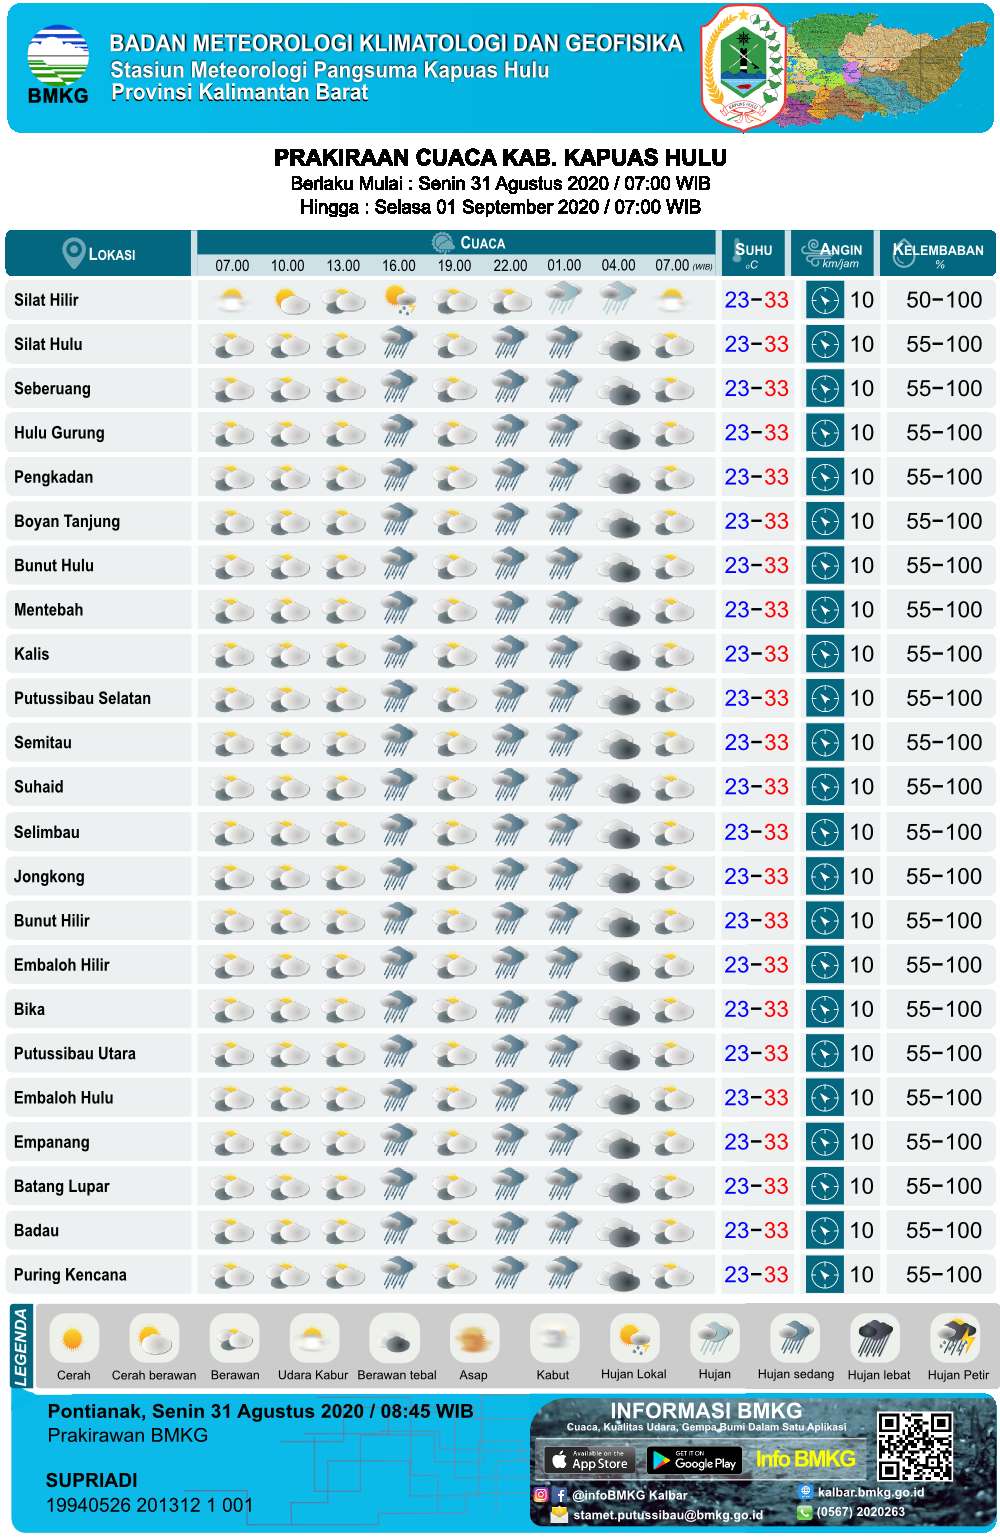 BMKG
BADAN METEOROLOGI KLIMATOLOGI DAN GEOFISIKA
Stasiun Meteorologi Pangsuma Kapuas Hulu
Provinsi Kalimantan Barat
KAPUAS HULU
PRAKIRAAN CUACA KAB. KAPUAS HULU
Berlaku Mulai : Senin 31 Agustus 2020 / 07:00 WIB
Hingga : Selasa 01 September 2020 / 07:00 WIB
LOKASI CUACA SUHU ANGIN KELEMBABAN
07.00 10.00 13.00 16.00 19.00 22.00 01.00 04.00 07.00 (WIB) °C km/jam %
Silat Hilir 23-33 10 50-100
Silat Hulu 23-33 10 55-100
Seberuang 23-33 10 55-100
Hulu Gurung 23-33 10 55-100
Pengkadan 23-33 10 55-100
Boyan Tanjung 23-33 10 55-100
Bunut Hulu 23-33 10 55-100
Mentebah 23-33 10 55-100
Kalis 23-33 10 55-100
Putussibau Selatan 23-33 10 55-100
Semitau 23-33 10 55-100
Suhaid 23-33 10 55-100
Selimbau 23-33 10 55-100
Jongkong 23-33 10 55-100
Bunut Hilir 23-33 10 55-100
Embaloh Hilir 23-33 10 55-100
Bika 23-33 10 55-100
Putussibau Utara 23-33 10 55-100
Embaloh Hulu 23-33 10 55-100
Empanang 23-33 10 55-100
Batang Lupar 23-33 10 55-100
Badau 23-33 10 55-100
Puring Kencana 23-33 10 55-100
LEGENDA
Cerah Cerah berawan Berawan Udara Kabur Berawan tebal Asap Kabut Hujan Lokal Hujan Hujan sedang Hujan lebat Hujan Petir
Pontianak, Senin 31 Agustus 2020 / 08:45 WIB
Prakirawan BMKG
SUPRIADI
19940526 201312 1 001
INFORMASI BMKG
Cuaca, Kualitas Udara, Gempa Bumi Dalam Satu Aplikasi
Available on the App Store
GET IT ON Google Play
Info BMKG
@infoBMKG Kalbar
kalbar.bmkg.go.id
stamet.putussibau@bmkg.go.id
(0567) 2020263